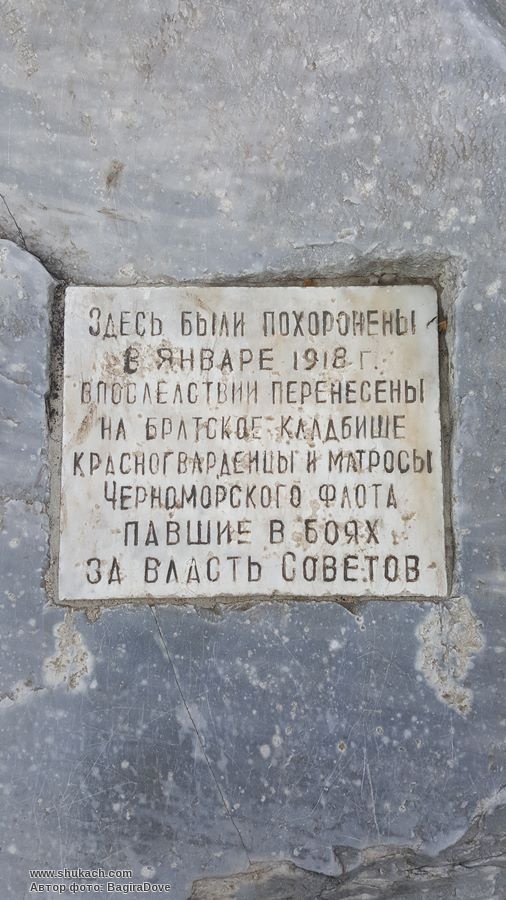 Здесь были похоронены
в январе 1918 г.
впоследствии перенесены
на братское кладбище
красногвардейцы и матросы
Черноморского флота
павшие в боях
за власть Советов
www.shukach.com
Автор фото: BagiraDove